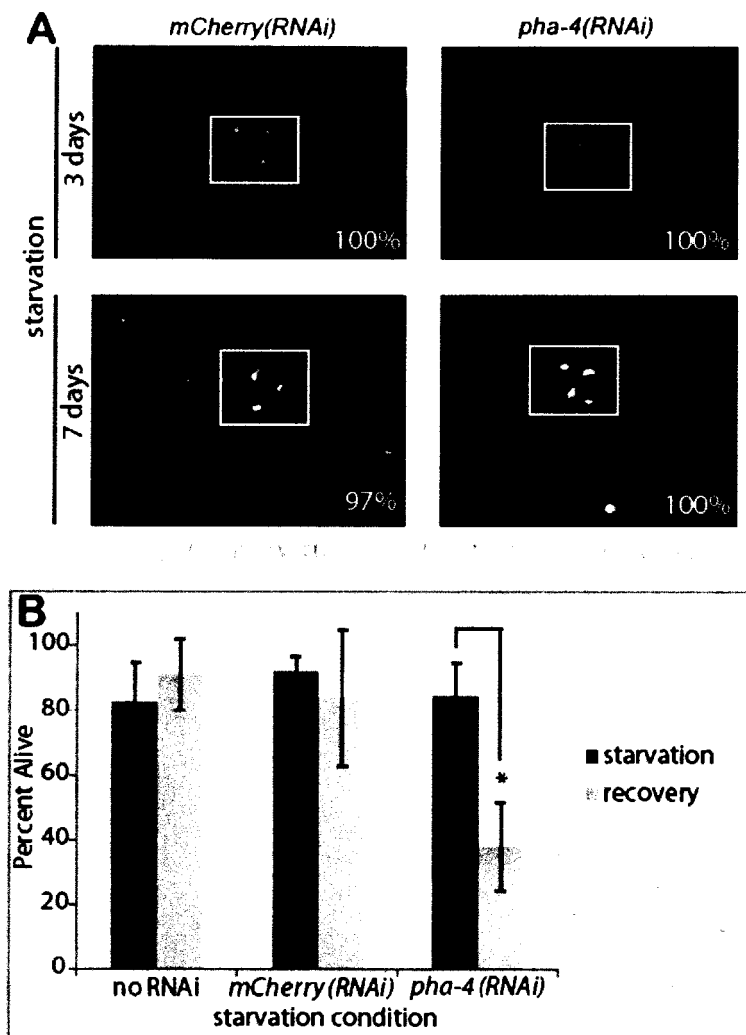 A
mCherry(RNAi)
pha-4(RNAi)
starvation
3 days
100%
100%
7 days
97%
100%
B
Percent Alive
100
80
60
40
20
0
*
starvation
recovery
no RNAi
mCherry(RNAi)
pha-4(RNAi)
starvation condition